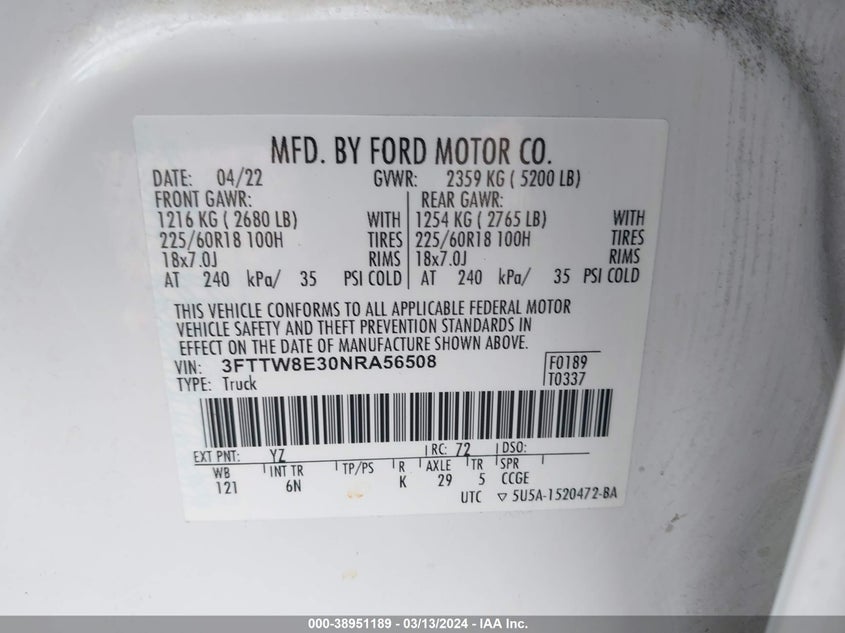 MFD. BY FORD MOTOR CO.
DATE: 04/22 GVWR: 2359 KG ( 5200 LB)
FRONT GAWR: REAR GAWR:
1216 KG ( 2680 LB) WITH 1254 KG ( 2765 LB) WITH
225/60R18 100H TIRES 225/60R18 100H TIRES
18x7.0J RIMS 18x7.0J RIMS
AT 240 kPa/ 35 PSI COLD AT 240 kPa/ 35 PSI COLD
THIS VEHICLE CONFORMS TO ALL APPLICABLE FEDERAL MOTOR
VEHICLE SAFETY AND THEFT PREVENTION STANDARDS IN
EFFECT ON THE DATE OF MANUFACTURE SHOWN ABOVE.
VIN: 3FTTW8E30NRA56508 F0189
TYPE: Truck T0337
EXT PNT: YZ RC: 72 DSO:
WB INT TR TP/PS R AXLE TR SPR
121 6N K 29 5 CCGE
UTC ▽ 5U5A-1520472-BA
000-38951189 - 03/13/2024 - IAA Inc.